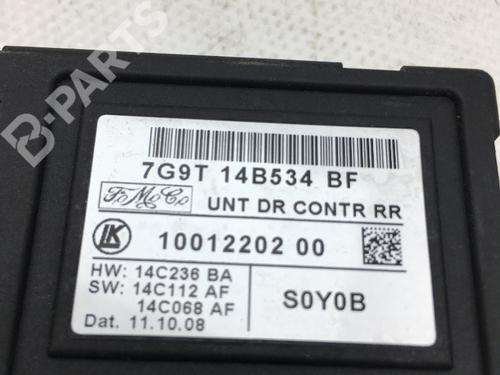 B-PARTS
7G9T 14B534 BF
F.M.Co.
UNT DR CONTR RR
LK
10012202 00
HW: 14C236 BA
SW: 14C112 AF
14C068 AF
S0Y0B
Dat. 11.10.08